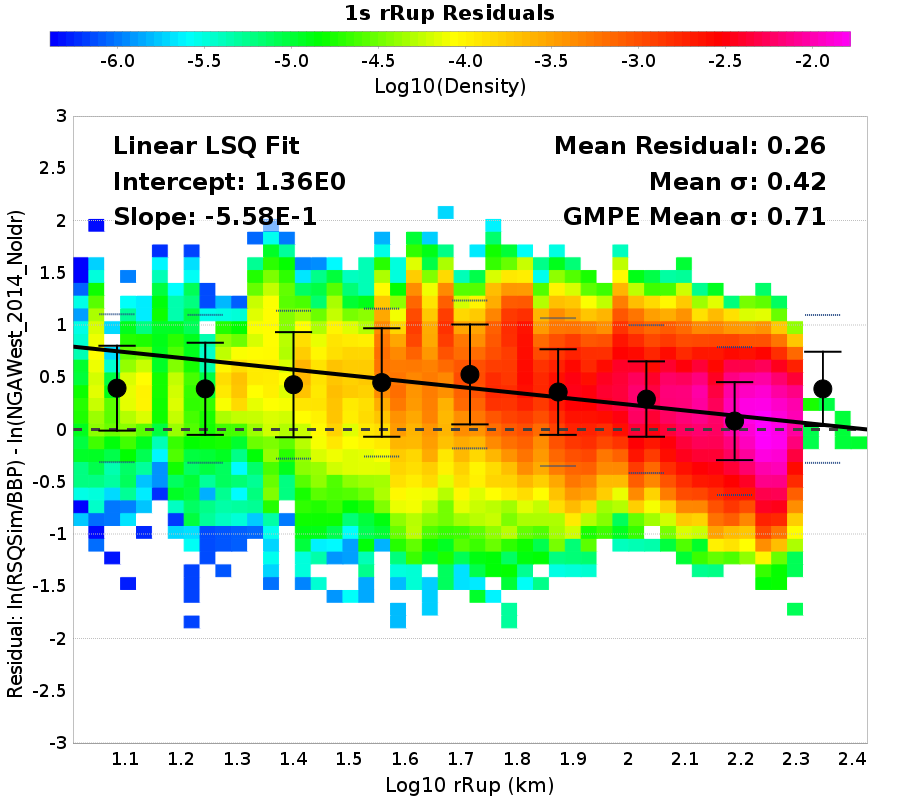 1s rRup Residuals
-6.0 -5.5 -5.0 -4.5 -4.0 -3.5 -3.0 -2.5 -2.0
Log10(Density)
Linear LSQ Fit
Intercept: 1.36E0
Slope: -5.58E-1
Mean Residual: 0.26
Mean σ: 0.42
GMPE Mean σ: 0.71
Residual: ln(RSQSim/BBP) - ln(NGAWest_2014_NoIdr)
3
2.5
2
1.5
1
0.5
0
-0.5
-1
-1.5
-2
-2.5
-3
1.1 1.2 1.3 1.4 1.5 1.6 1.7 1.8 1.9 2 2.1 2.2 2.3 2.4
Log10 rRup (km)